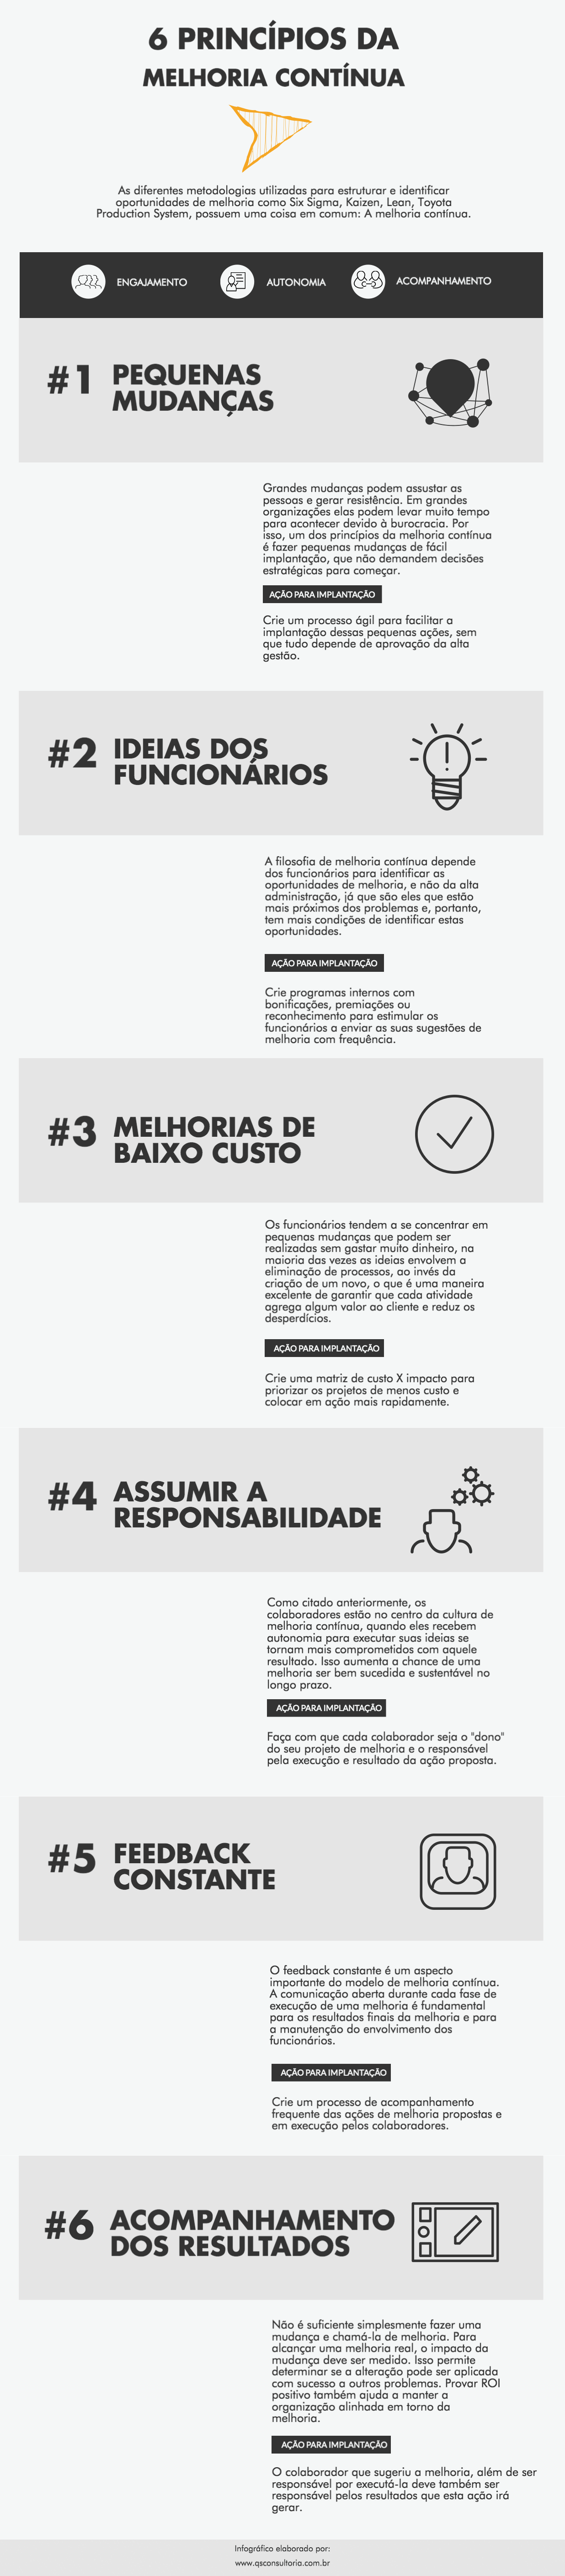 6 PRINCÍPIOS DA
MELHORIA CONTÍNUA
As diferentes metodologias utilizadas para estruturar e identificar
oportunidades de melhoria como Six Sigma, Kaizen, Lean, Toyota
Production System, possuem uma coisa em comum: A melhoria contínua.
ENGAJAMENTO AUTONOMIA ACOMPANHAMENTO
#1 PEQUENAS
MUDANÇAS
Grandes mudanças podem assustar as
pessoas e gerar resistência. Em grandes
organizações elas podem levar muito tempo
para acontecer devido à burocracia. Por
isso, um dos princípios da melhoria contínua
é fazer pequenas mudanças de fácil
implantação, que não demandem decisões
estratégicas para começar.
AÇÃO PARA IMPLANTAÇÃO
Crie um processo ágil para facilitar a
implantação dessas pequenas ações, sem
que tudo depende de aprovação da alta
gestão.
#2 IDEIAS DOS
FUNCIONÁRIOS
A filosofia de melhoria contínua depende
dos funcionários para identificar as
oportunidades de melhoria, e não da alta
administração, já que são eles que estão
mais próximos dos problemas e, portanto,
tem mais condições de identificar estas
oportunidades.
AÇÃO PARA IMPLANTAÇÃO
Crie programas internos com
bonificações, premiações ou
reconhecimento para estimular os
funcionários a enviar as suas sugestões de
melhoria com frequência.
#3 MELHORIAS DE
BAIXO CUSTO
Os funcionários tendem a se concentrar em
pequenas mudanças que podem ser
realizadas sem gastar muito dinheiro, na
maioria das vezes as ideias envolvem a
eliminação de processos, ao invés da
criação de um novo, o que é uma maneira
excelente de garantir que cada atividade
agrega algum valor ao cliente e reduz os
desperdícios.
AÇÃO PARA IMPLANTAÇÃO
Crie uma matriz de custo X impacto para
priorizar os projetos de menos custo e
colocar em ação mais rapidamente.
#4 ASSUMIR A
RESPONSABILIDADE
Como citado anteriormente, os
colaboradores estão no centro da cultura de
melhoria contínua, quando eles recebem
autonomia para executar suas ideias se
tornam mais comprometidos com aquele
resultado. Isso aumenta a chance de uma
melhoria ser bem sucedida e sustentável no
longo prazo.
AÇÃO PARA IMPLANTAÇÃO
Faça com que cada colaborador seja o "dono"
do seu projeto de melhoria e o responsável
pela execução e resultado da ação proposta.
#5 FEEDBACK
CONSTANTE
O feedback constante é um aspecto
importante do modelo de melhoria contínua.
A comunicação aberta durante cada fase de
execução de uma melhoria é fundamental
para os resultados finais da melhoria e para
a manutenção do envolvimento dos
funcionários.
AÇÃO PARA IMPLANTAÇÃO
Crie um processo de acompanhamento
frequente das ações de melhoria propostas e
em execução pelos colaboradores.
#6 ACOMPANHAMENTO
DOS RESULTADOS
Não é suficiente simplesmente fazer uma
mudança e chamá-la de melhoria. Para
alcançar uma melhoria real, o impacto da
mudança deve ser medido. Isso permite
determinar se a alteração pode ser aplicada
com sucesso a outros problemas. Provar ROI
positivo também ajuda a manter a
organização alinhada em torno da
melhoria.
AÇÃO PARA IMPLANTAÇÃO
O colaborador que sugeriu a melhoria, além de ser
responsável por executá-la deve também ser
responsável pelos resultados que esta ação irá
gerar.
Infográfico elaborado por:
www.qsconsultoria.com.br